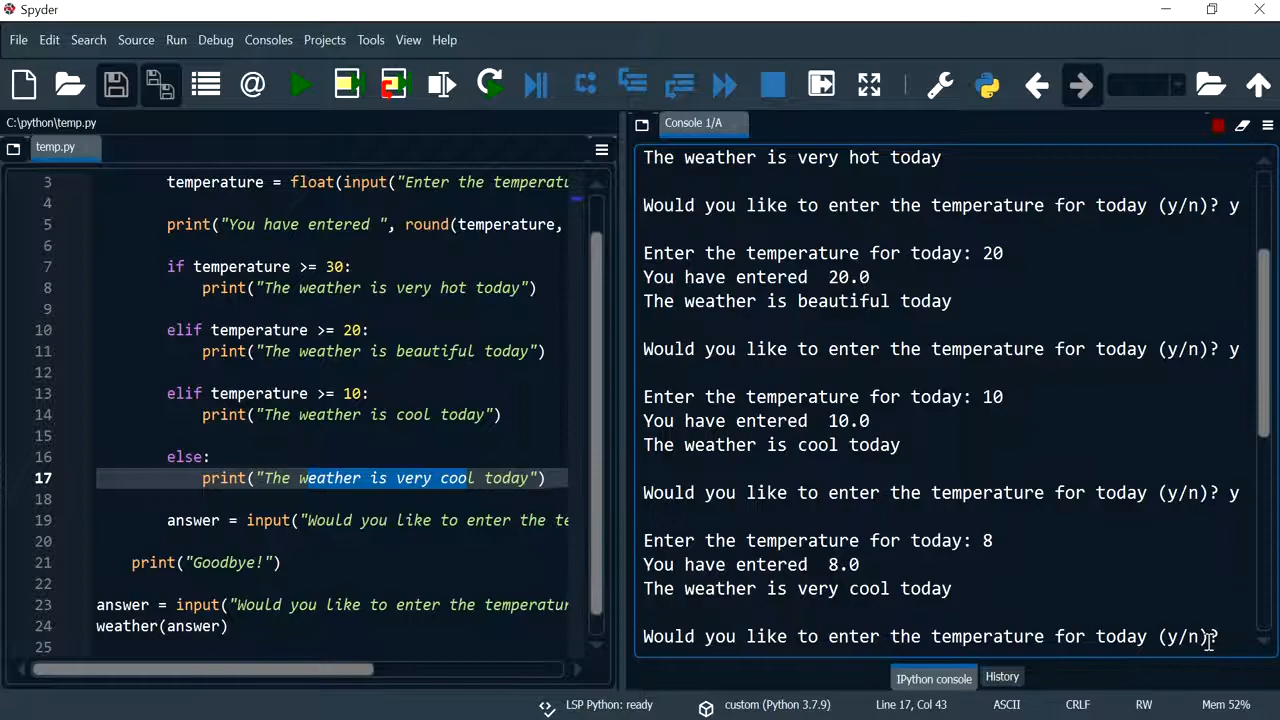 Spyder
File Edit Search Source Run Debug Consoles Projects Tools View Help
C:\python\temp.py
temp.py
3 temperature = float(input("Enter the temperatu
4
5 print("You have entered ", round(temperature,
6
7 if temperature >= 30:
8 print("The weather is very hot today")
9
10 elif temperature >= 20:
11 print("The weather is beautiful today")
12
13 elif temperature >= 10:
14 print("The weather is cool today")
15
16 else:
17 print("The weather is very cool today")
18
19 answer = input("Would you like to enter the te
20
21 print("Goodbye!")
22
23 answer = input("Would you like to enter the temperatur
24 weather(answer)
25
Console 1/A
The weather is very hot today
Would you like to enter the temperature for today (y/n)? y
Enter the temperature for today: 20
You have entered  20.0
The weather is beautiful today
Would you like to enter the temperature for today (y/n)? y
Enter the temperature for today: 10
You have entered  10.0
The weather is cool today
Would you like to enter the temperature for today (y/n)? y
Enter the temperature for today: 8
You have entered  8.0
The weather is very cool today
Would you like to enter the temperature for today (y/n)?
IPython console History
LSP Python: ready custom (Python 3.7.9) Line 17, Col 43 ASCII CRLF RW Mem 52%